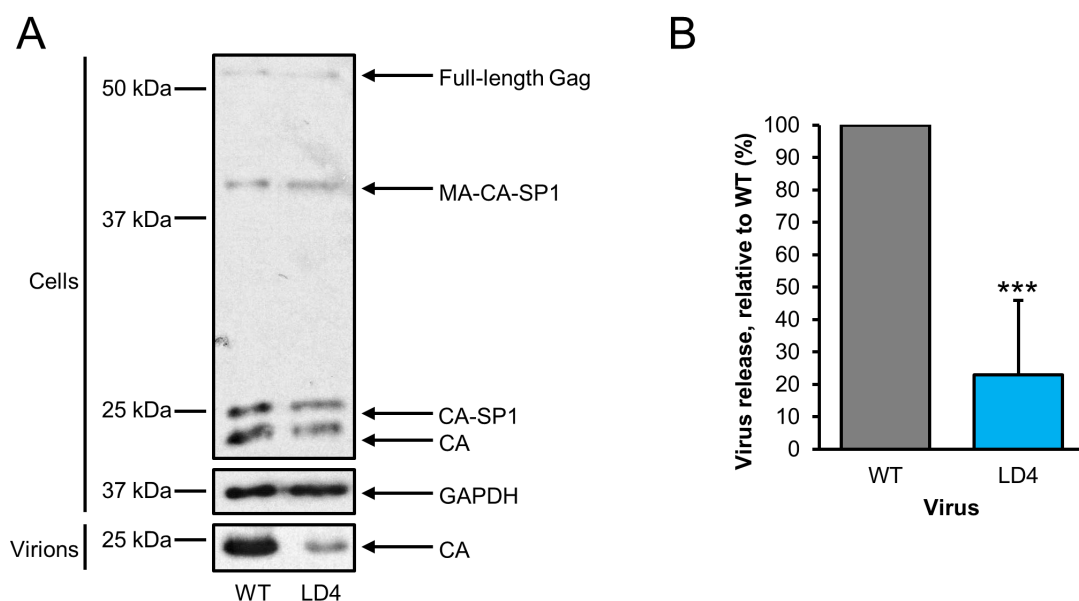 A
Cells
50 kDa
37 kDa
25 kDa
37 kDa
Full-length Gag
MA-CA-SP1
CA-SP1
CA
GAPDH
Virions
25 kDa
CA
WT LD4
B
Virus release, relative to WT (%)
100
90
80
70
60
50
40
30
20
10
0
***
WT LD4
Virus